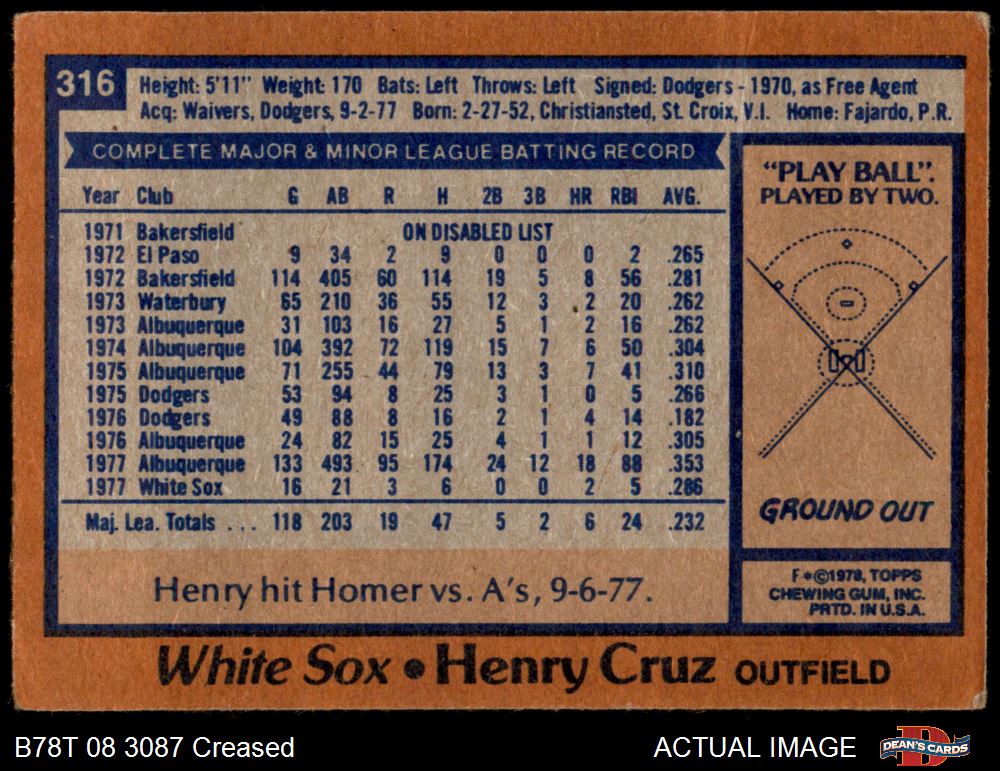 316
Height: 5'11" Weight: 170 Bats: Left Throws: Left Signed: Dodgers - 1970, as Free Agent
Acq: Waivers, Dodgers, 9-2-77 Born: 2-27-52, Christiansted, St. Croix, V.I. Home: Fajardo, P.R.
COMPLETE MAJOR & MINOR LEAGUE BATTING RECORD
Year Club G AB R H 2B 3B HR RBI AVG.
1971 Bakersfield ON DISABLED LIST
1972 El Paso 9 34 2 9 0 0 0 2 .265
1972 Bakersfield 114 405 60 114 19 5 8 56 .281
1973 Waterbury 65 210 36 55 12 3 2 20 .262
1973 Albuquerque 31 103 16 27 5 1 2 16 .262
1974 Albuquerque 104 392 72 119 15 7 6 50 .304
1975 Albuquerque 71 255 44 79 13 3 7 41 .310
1975 Dodgers 53 94 8 25 3 1 0 5 .266
1976 Dodgers 49 88 8 16 2 1 4 14 .182
1976 Albuquerque 24 82 15 25 4 1 1 12 .305
1977 Albuquerque 133 493 95 174 24 12 18 88 .353
1977 White Sox 16 21 3 6 0 0 2 5 .286
Maj. Lea. Totals . . . 118 203 19 47 5 2 6 24 .232
Henry hit Homer vs. A's, 9-6-77.
"PLAY BALL".
PLAYED BY TWO.
GROUND OUT
F*©1978, TOPPS
CHEWING GUM, INC.
PRTD. IN U.S.A.
White Sox • Henry Cruz OUTFIELD
B78T 08 3087 Creased
ACTUAL IMAGE
DEAN'S CARDS